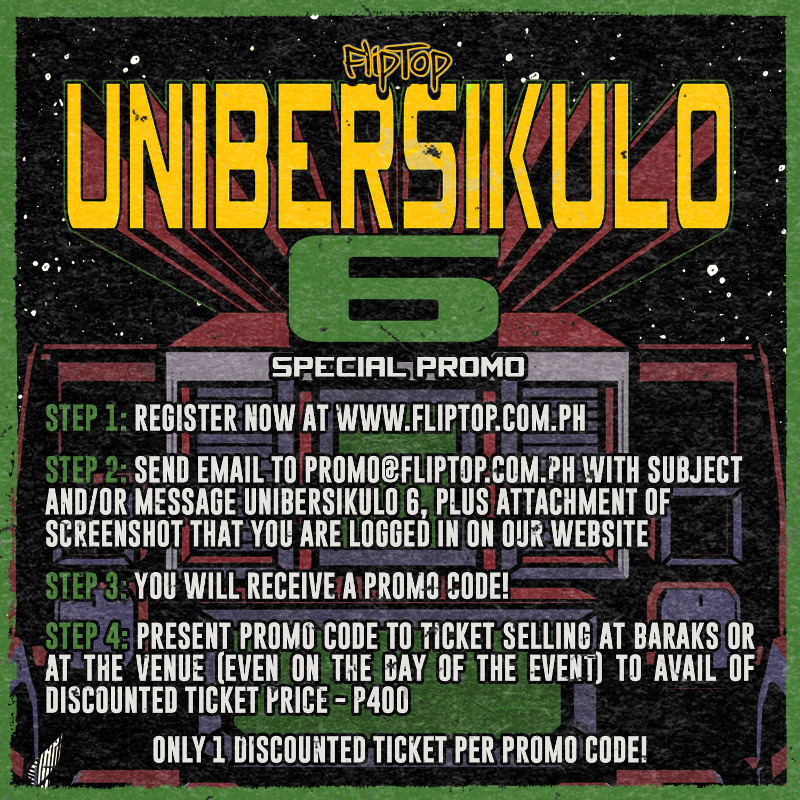 FlipTop
UNIBERSIKULO
6
SPECIAL PROMO
STEP 1: REGISTER NOW AT WWW.FLIPTOP.COM.PH
STEP 2: SEND EMAIL TO PROMO@FLIPTOP.COM.PH WITH SUBJECT
AND/OR MESSAGE UNIBERSIKULO 6, PLUS ATTACHMENT OF
SCREENSHOT THAT YOU ARE LOGGED IN ON OUR WEBSITE
STEP 3: YOU WILL RECEIVE A PROMO CODE!
STEP 4: PRESENT PROMO CODE TO TICKET SELLING AT BARAKS OR
AT THE VENUE (EVEN ON THE DAY OF THE EVENT) TO AVAIL OF
DISCOUNTED TICKET PRICE - P400
ONLY 1 DISCOUNTED TICKET PER PROMO CODE!